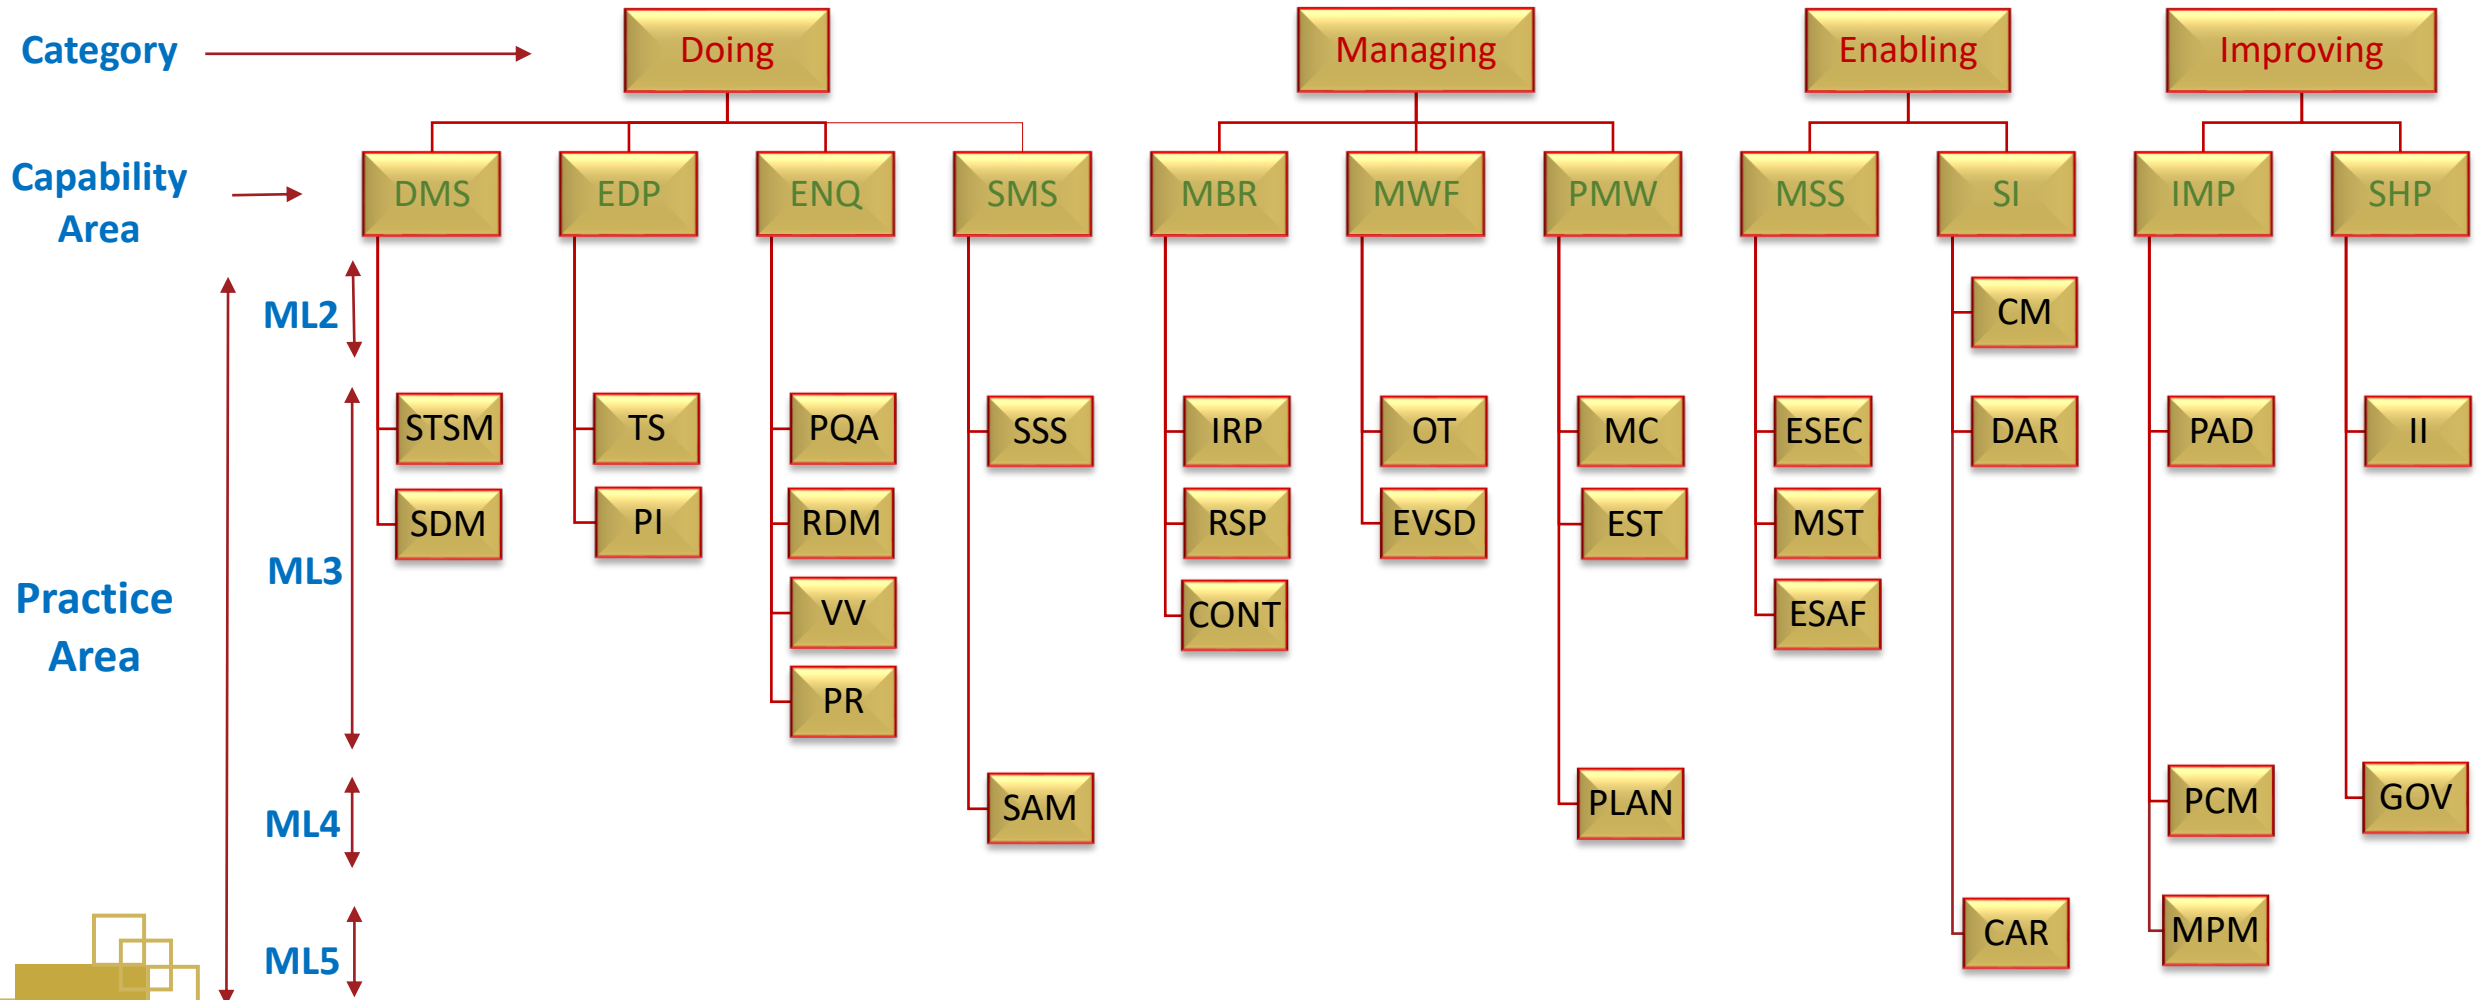 Category
Doing
Managing
Enabling
Improving
Capability
Area
DMS
EDP
ENQ
SMS
MBR
MWF
PMW
MSS
SI
IMP
SHP
ML2
CM
ML3
STSM
TS
PQA
SSS
IRP
OT
MC
ESEC
DAR
PAD
II
SDM
PI
RDM
RSP
EVSD
EST
MST
Practice
Area
VV
CONT
ESAF
PR
ML4
SAM
PLAN
PCM
GOV
ML5
CAR
MPM